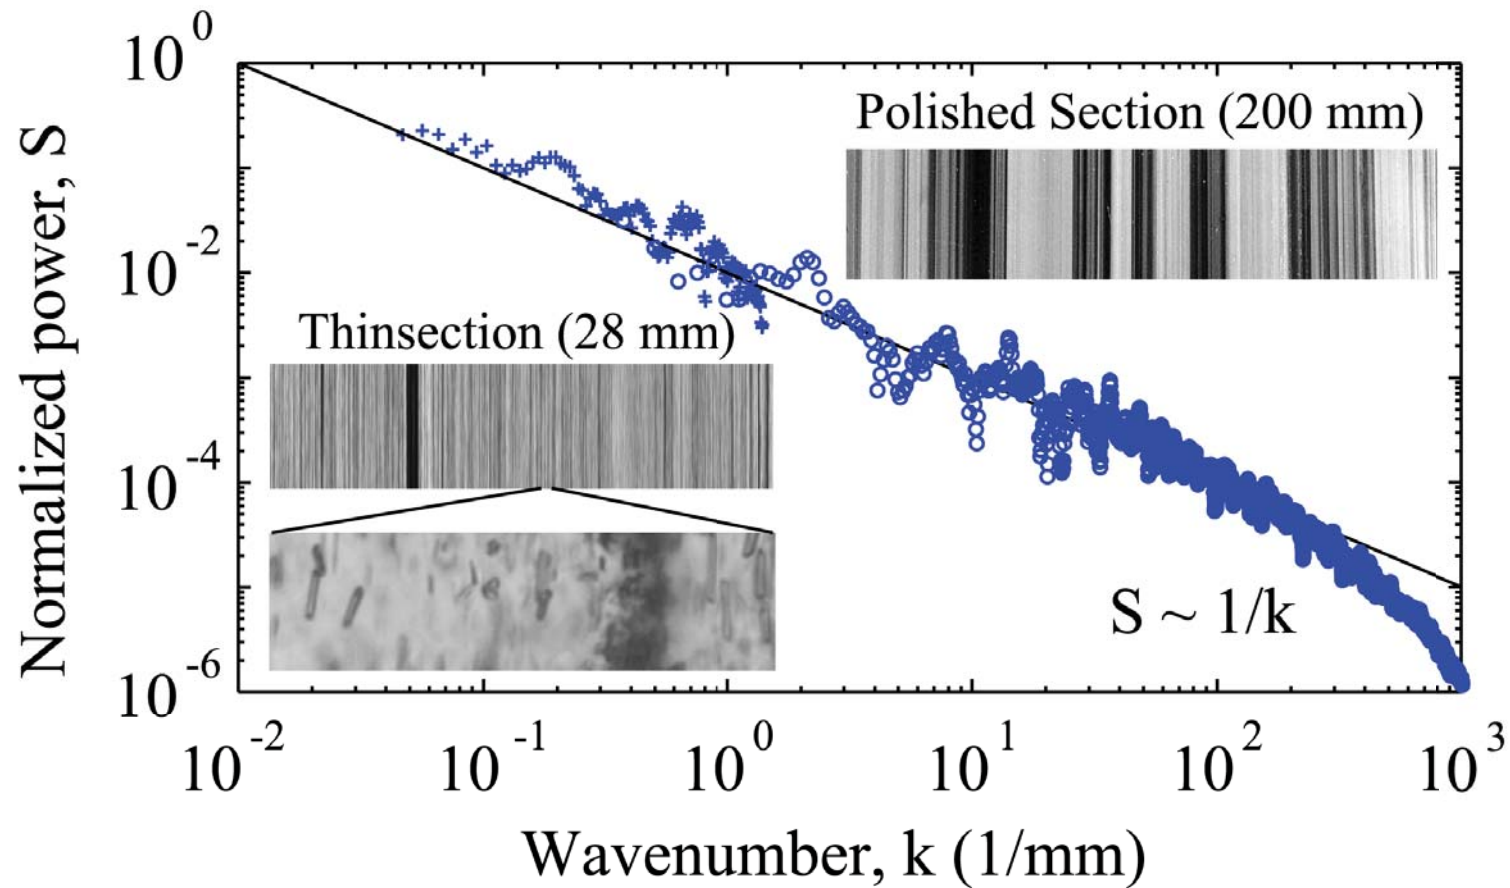 10^0
10^-2
10^-4
10^-6
Normalized power, S
Polished Section (200 mm)
Thinsection (28 mm)
S ~ 1/k
10^-2 10^-1 10^0 10^1 10^2 10^3
Wavenumber, k (1/mm)